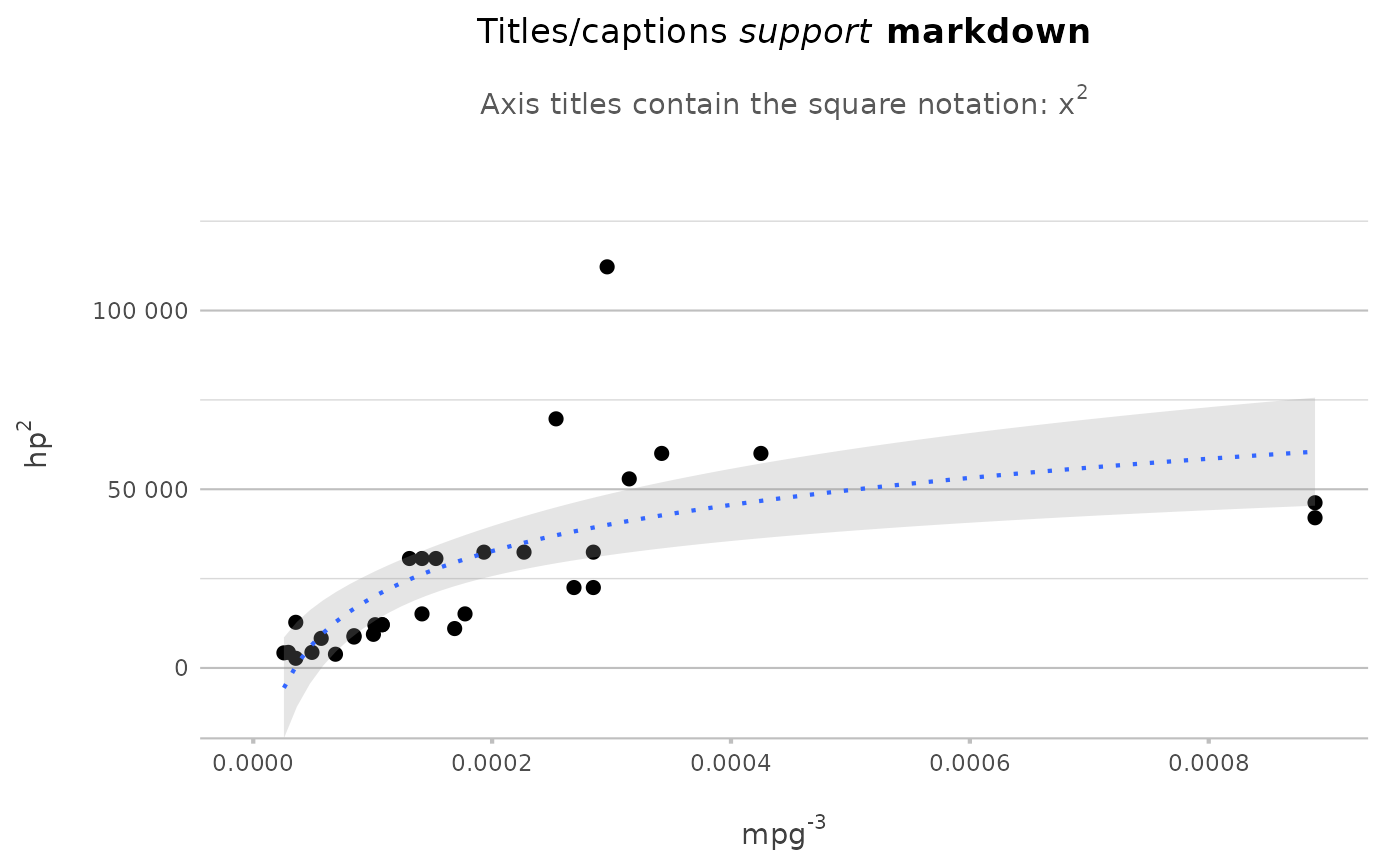 Titles/captions support markdown
Axis titles contain the square notation: x²
100 000
50 000
0
hp²
0.0000 0.0002 0.0004 0.0006 0.0008
mpg⁻³